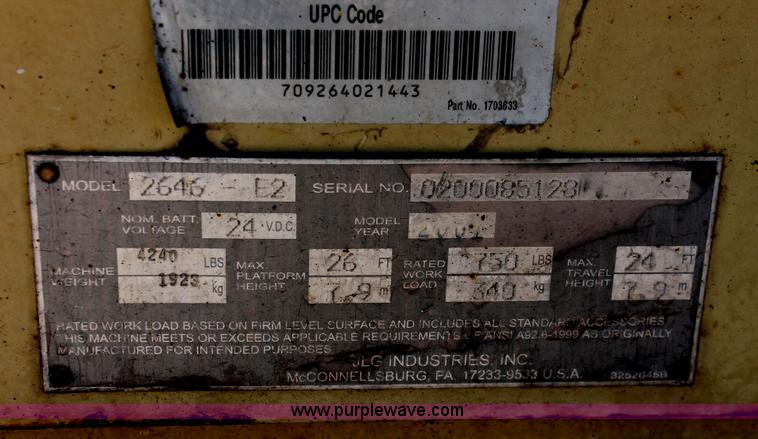 UPC Code
709264021443
Part No. 1703633
MODEL 2646 - E2 SERIAL NO. 0200085128
NOM. BATT. VOLTAGE 24 V.D.C. MODEL YEAR
MACHINE WEIGHT 4240 LBS 1923 kg
MAX. PLATFORM HEIGHT 26 FT 7.9 m
RATED WORK LOAD 750 LBS 340 kg
MAX. TRAVEL HEIGHT 24 FT 7.9 m
RATED WORK LOAD BASED ON FIRM LEVEL SURFACE AND INCLUDES ALL STANDARD ACCESSORIES
THIS MACHINE MEETS OR EXCEEDS APPLICABLE REQUIREMENTS OF ANSI A92.6-1999 AS ORIGINALLY
MANUFACTURED FOR INTENDED PURPOSES
JLG INDUSTRIES, INC.
McCONNELLSBURG, PA. 17233-9533 U.S.A.
3252645B
www.purplewave.com